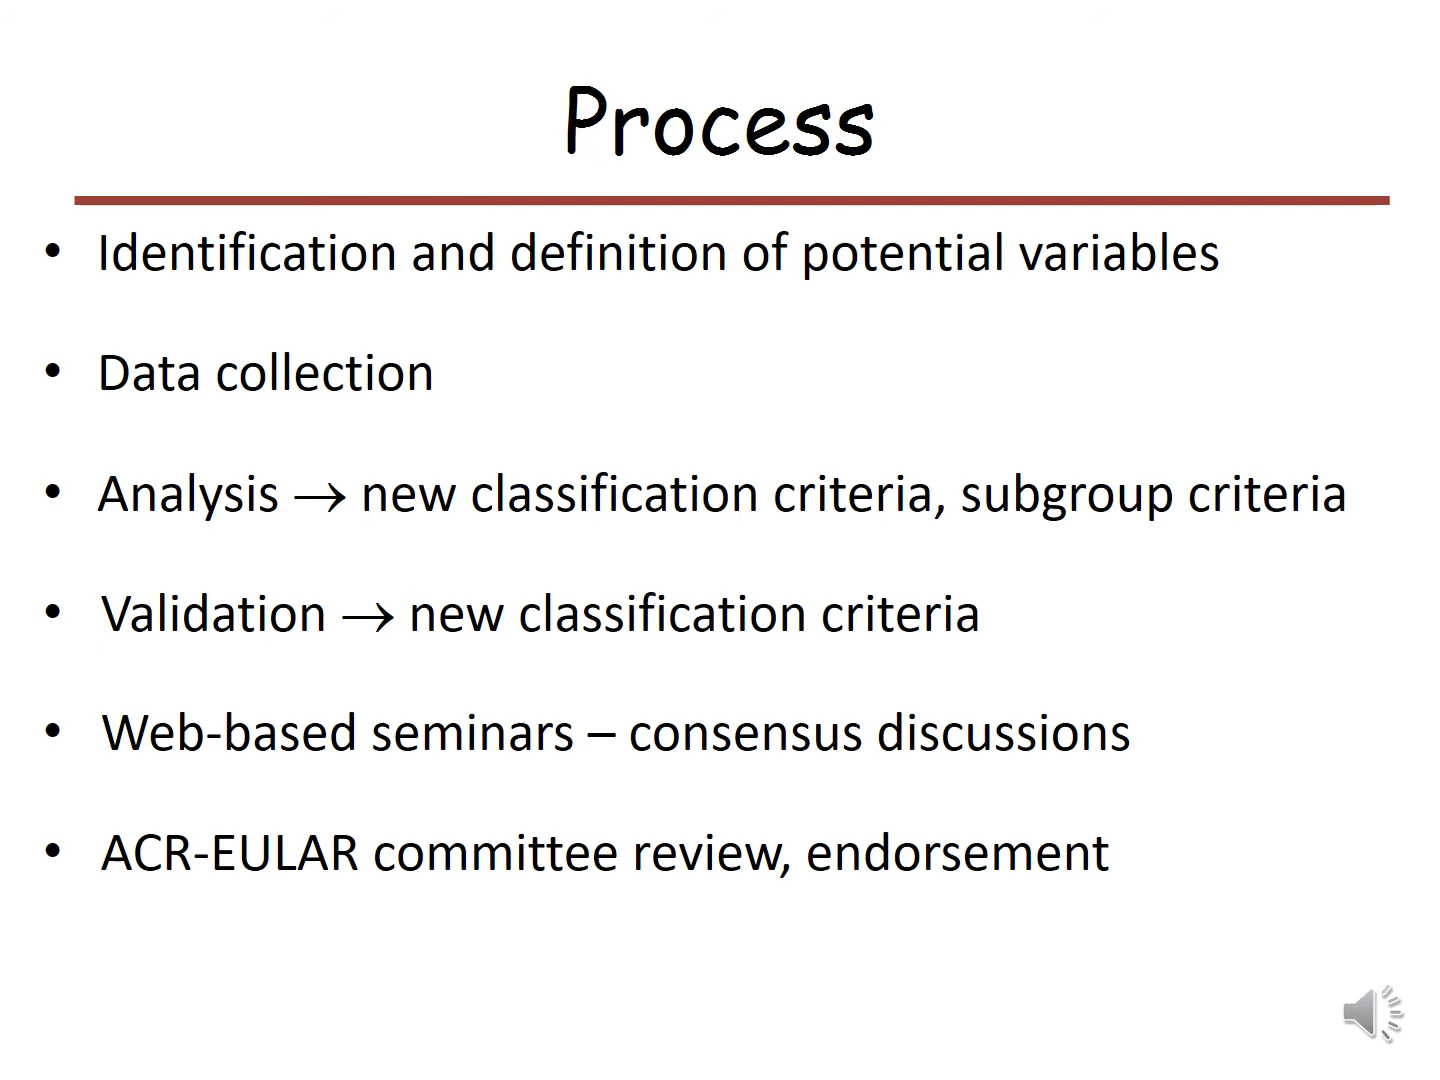 Process
• Identification and definition of potential variables
• Data collection
• Analysis → new classification criteria, subgroup criteria
• Validation → new classification criteria
• Web-based seminars – consensus discussions
• ACR-EULAR committee review, endorsement